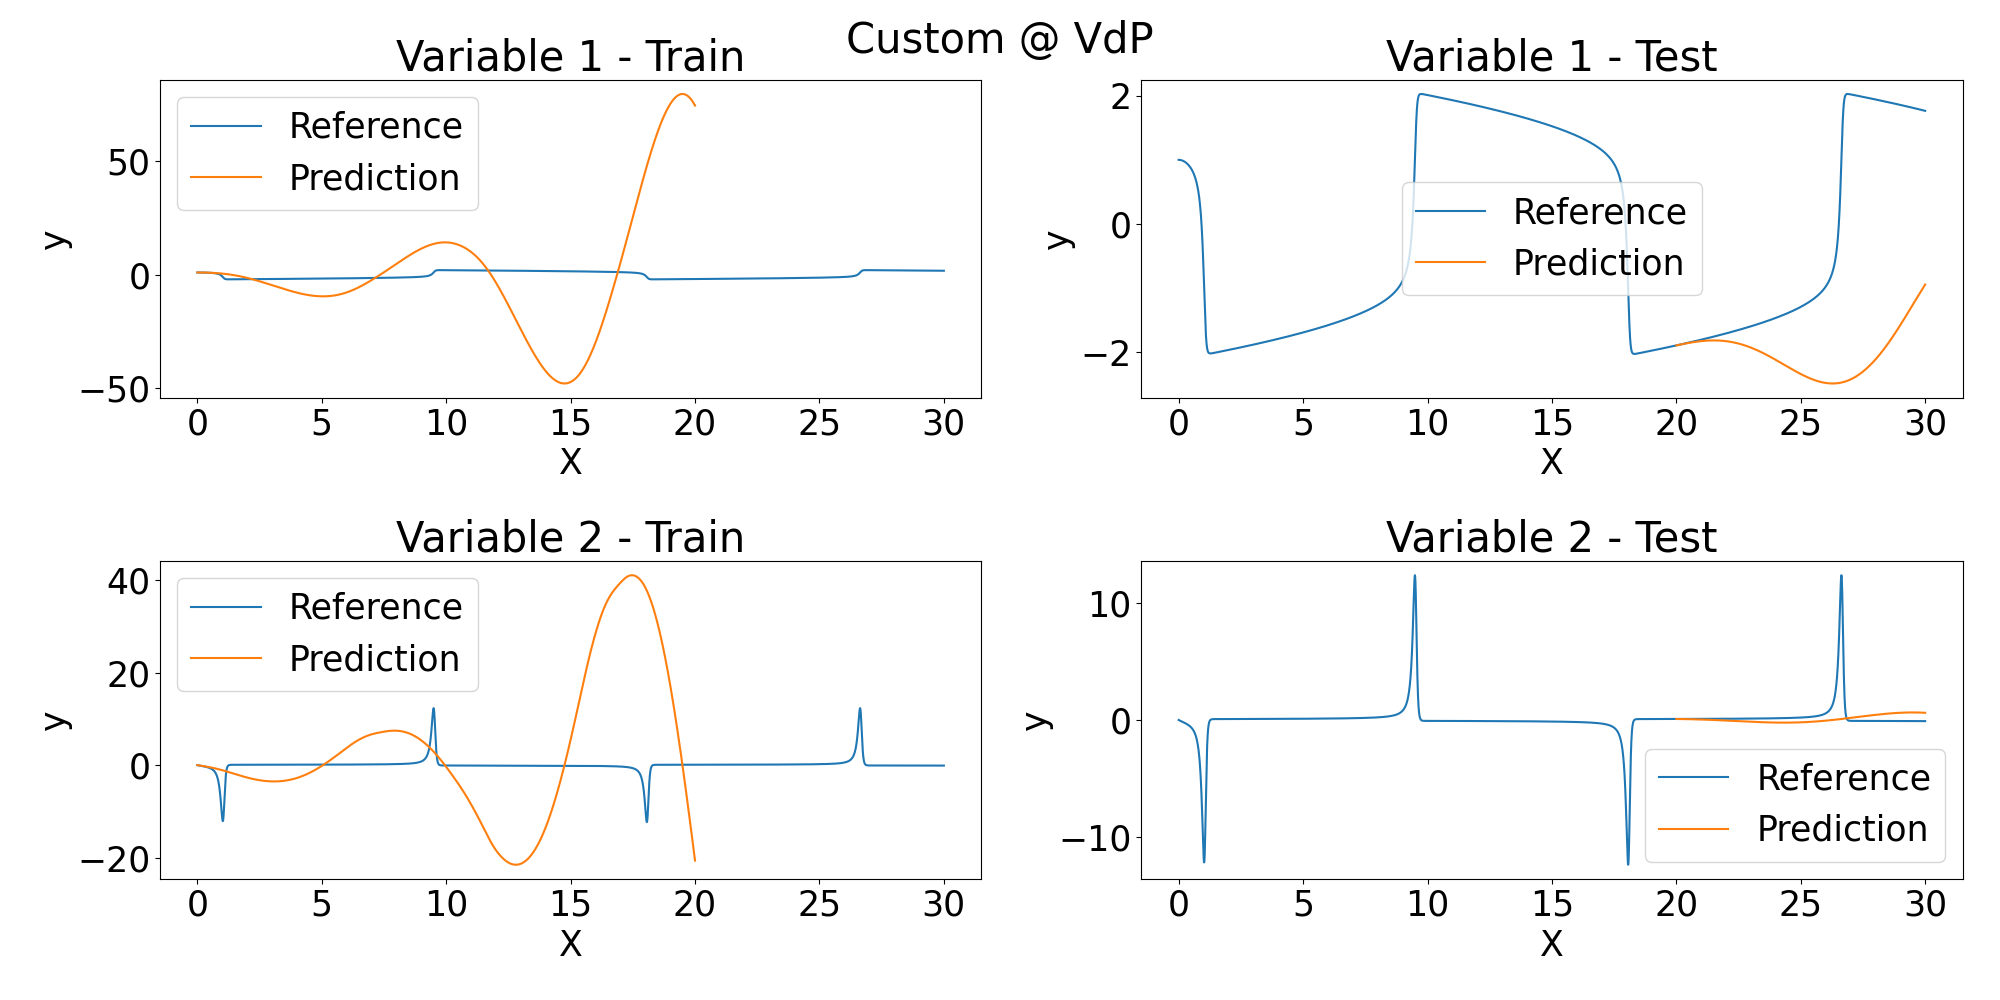 Custom @ VdP
Variable 1 - Train
Reference
Prediction
y
50
0
−50
0 5 10 15 20 25 30
X
Variable 1 - Test
Reference
Prediction
y
2
0
−2
0 5 10 15 20 25 30
X
Variable 2 - Train
Reference
Prediction
y
40
20
0
−20
0 5 10 15 20 25 30
X
Variable 2 - Test
Reference
Prediction
y
10
0
−10
0 5 10 15 20 25 30
X